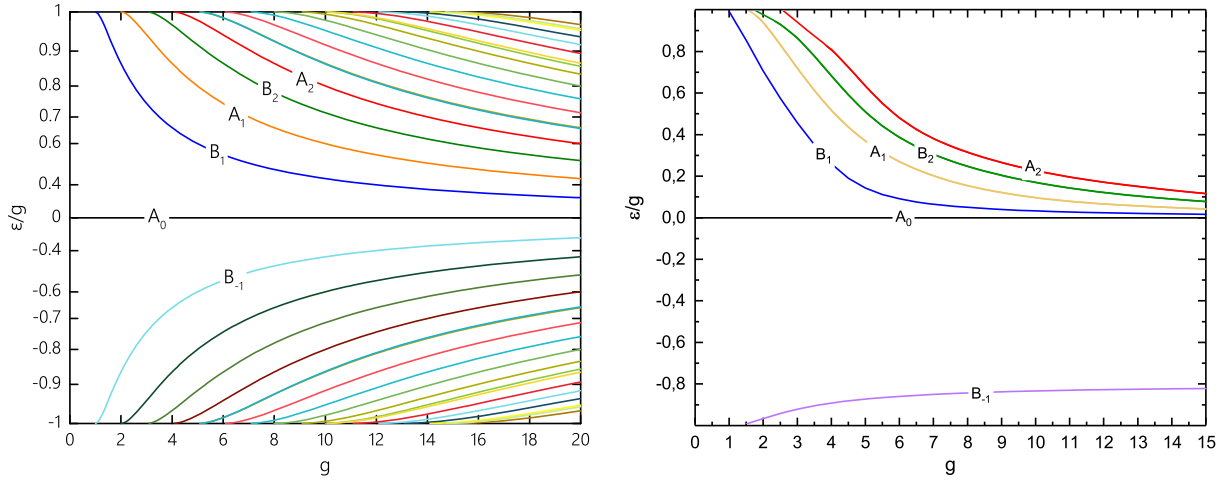 1
0.9
0.8
0.7
0.6
0.4
0
-0.4
-0.6
-0.7
-0.8
-0.9
-1
ε/g
A₂
B₂
A₁
B₁
A₀
B₋₁
0 2 4 6 8 10 12 14 16 18 20
g
0,8
0,6
0,4
0,2
0,0
-0,2
-0,4
-0,6
-0,8
ε/g
B₁
A₁
B₂
A₂
A₀
B₋₁
0 1 2 3 4 5 6 7 8 9 10 11 12 13 14 15
g